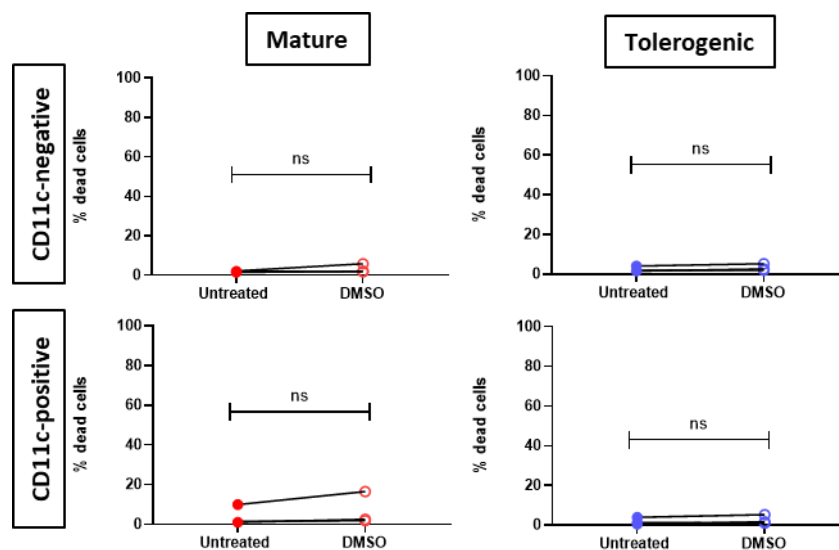 Mature
Tolerogenic
CD11c-negative
% dead cells
100
80
60
40
20
0
ns
Untreated
DMSO
% dead cells
100
80
60
40
20
0
ns
Untreated
DMSO
CD11c-positive
% dead cells
100
80
60
40
20
0
ns
Untreated
DMSO
% dead cells
100
80
60
40
20
0
ns
Untreated
DMSO